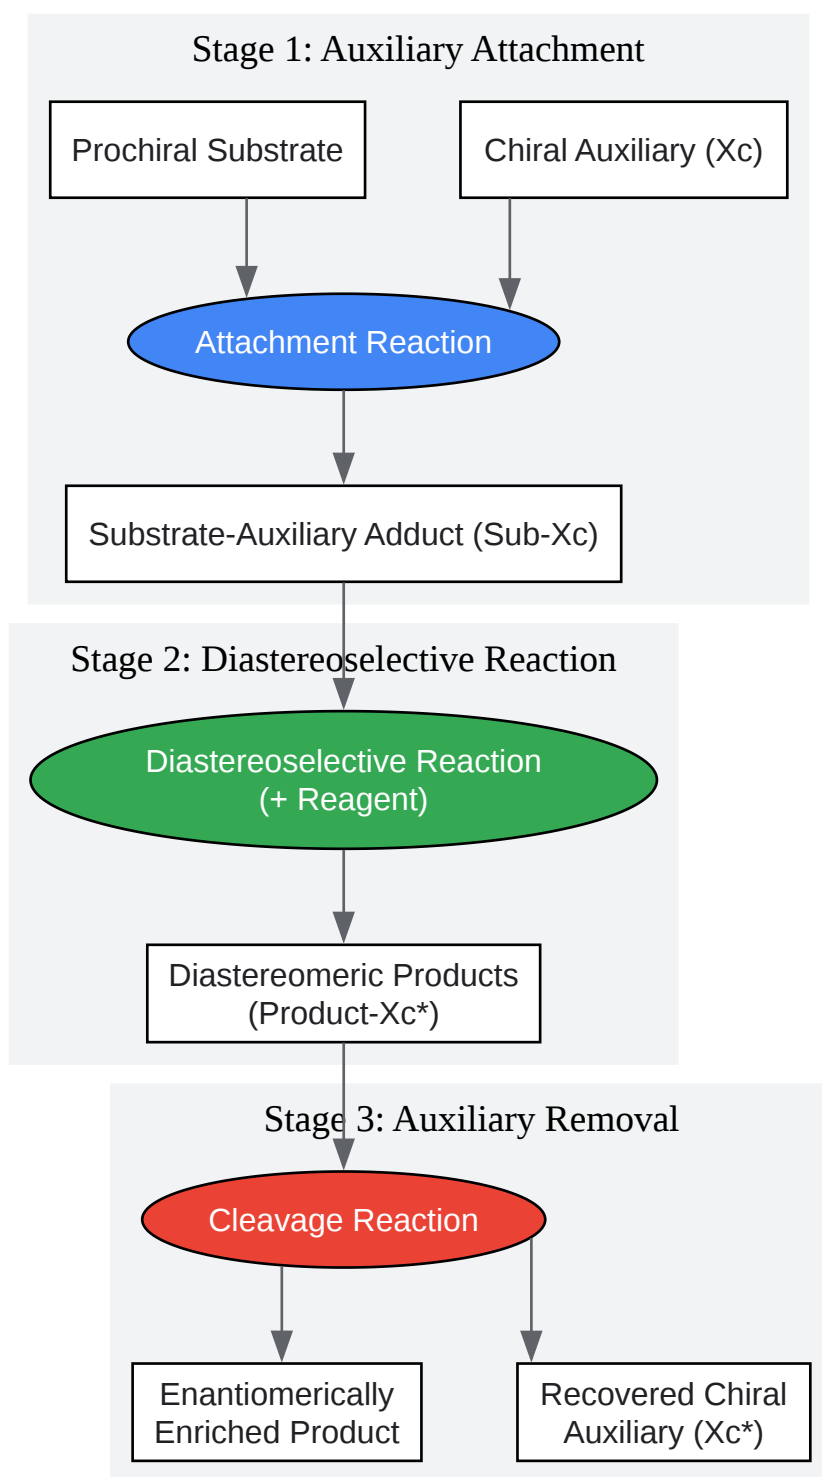 Stage 1: Auxiliary Attachment
Prochiral Substrate
Chiral Auxiliary (Xc)
Attachment Reaction
Substrate-Auxiliary Adduct (Sub-Xc)
Stage 2: Diastereoselective Reaction
Diastereoselective Reaction
(+ Reagent)
Diastereomeric Products
(Product-Xc*)
Stage 3: Auxiliary Removal
Cleavage Reaction
Enantiomerically
Enriched Product
Recovered Chiral
Auxiliary (Xc*)